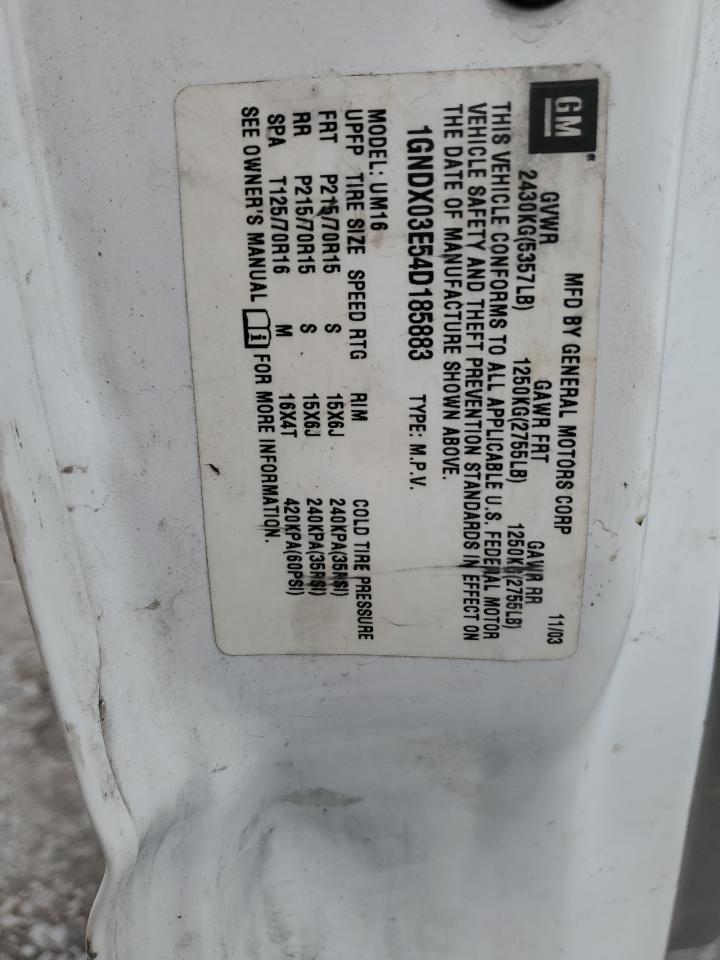 GM ®
MFD BY GENERAL MOTORS CORP 11/03
GVWR GAWR FRT GAWR RR
2430KG(5357LB) 1250KG(2755LB) 1250KG(2755LB)
THIS VEHICLE CONFORMS TO ALL APPLICABLE U.S. FEDERAL MOTOR
VEHICLE SAFETY AND THEFT PREVENTION STANDARDS IN EFFECT ON
THE DATE OF MANUFACTURE SHOWN ABOVE.
1GNDX03E54D185883 TYPE: M.P.V.
MODEL: UM16
UPFP TIRE SIZE SPEED RTG RIM COLD TIRE PRESSURE
FRT P215/70R15 S 15X6J 240KPA(35PSI)
RR P215/70R15 S 15X6J 240KPA(35PSI)
SPA T125/70R16 M 16X4T 420KPA(60PSI)
SEE OWNER'S MANUAL i FOR MORE INFORMATION.